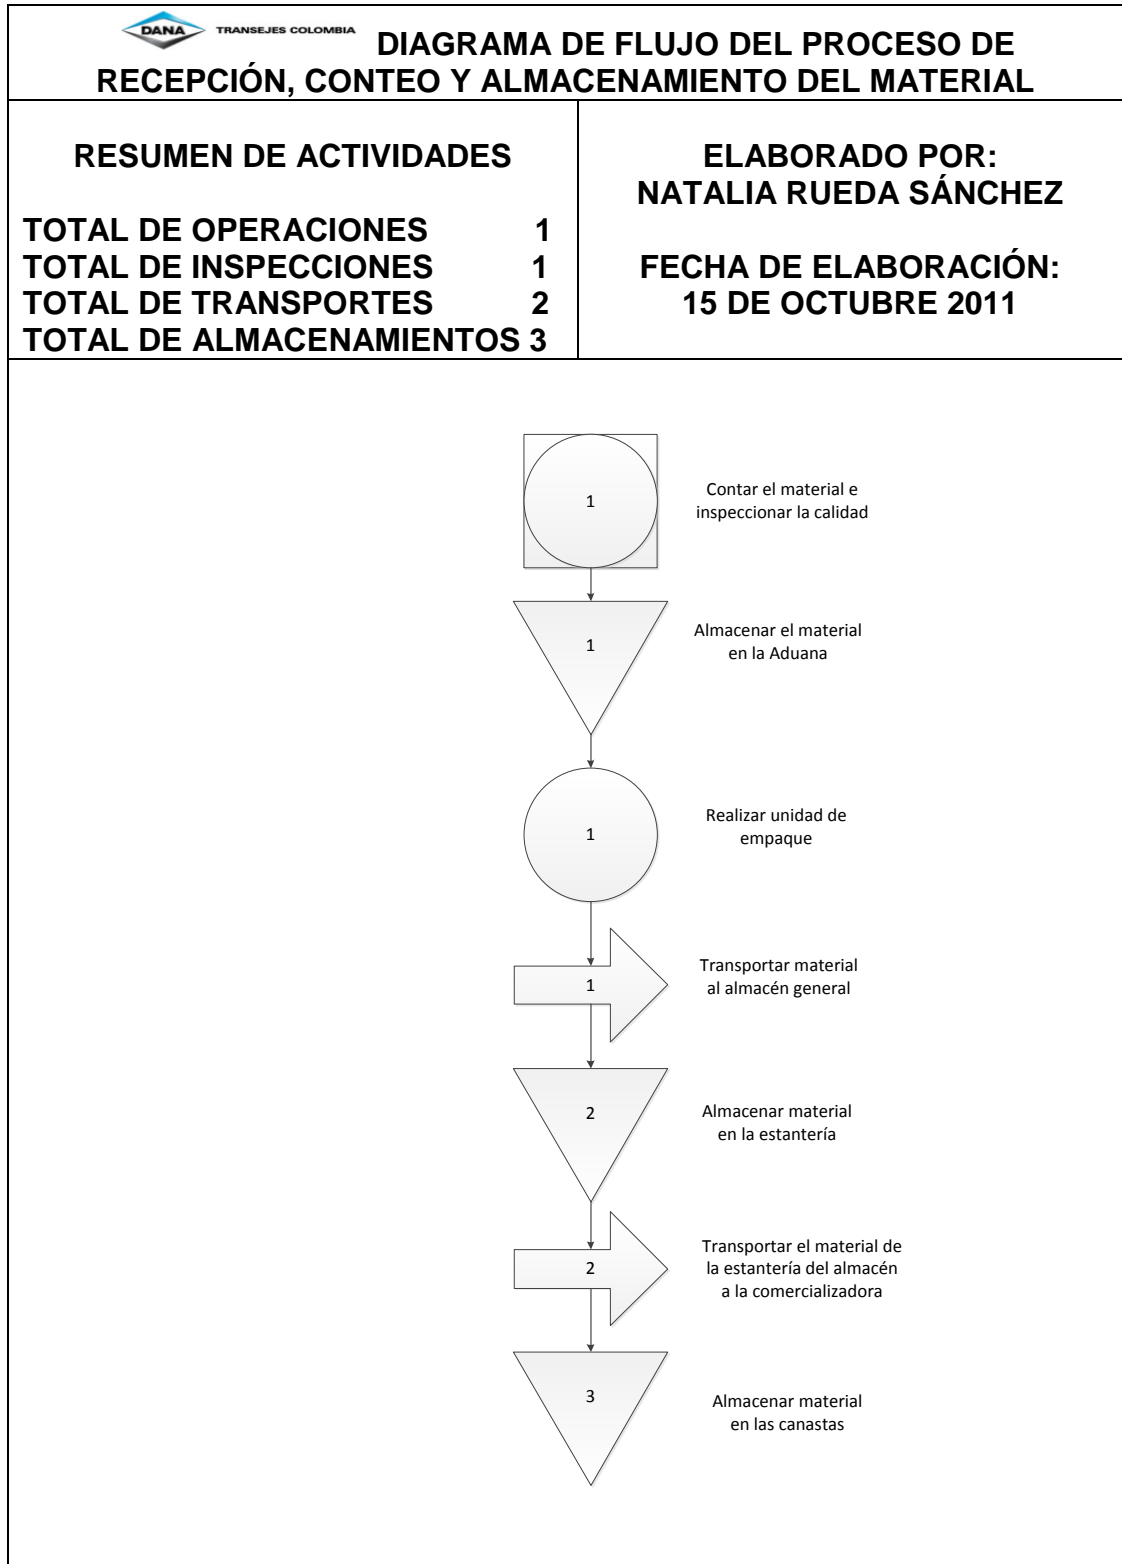 DANA TRANSEJES COLOMBIA DIAGRAMA DE FLUJO DEL PROCESO DE
RECEPCIÓN, CONTEO Y ALMACENAMIENTO DEL MATERIAL
RESUMEN DE ACTIVIDADES
TOTAL DE OPERACIONES 1
TOTAL DE INSPECCIONES 1
TOTAL DE TRANSPORTES 2
TOTAL DE ALMACENAMIENTOS 3
ELABORADO POR:
NATALIA RUEDA SÁNCHEZ
FECHA DE ELABORACIÓN:
15 DE OCTUBRE 2011
1
Contar el material e
inspeccionar la calidad
1
Almacenar el material
en la Aduana
1
Realizar unidad de
empaque
1
Transportar material
al almacén general
2
Almacenar material
en la estantería
2
Transportar el material de
la estantería del almacén
a la comercializadora
3
Almacenar material
en las canastas